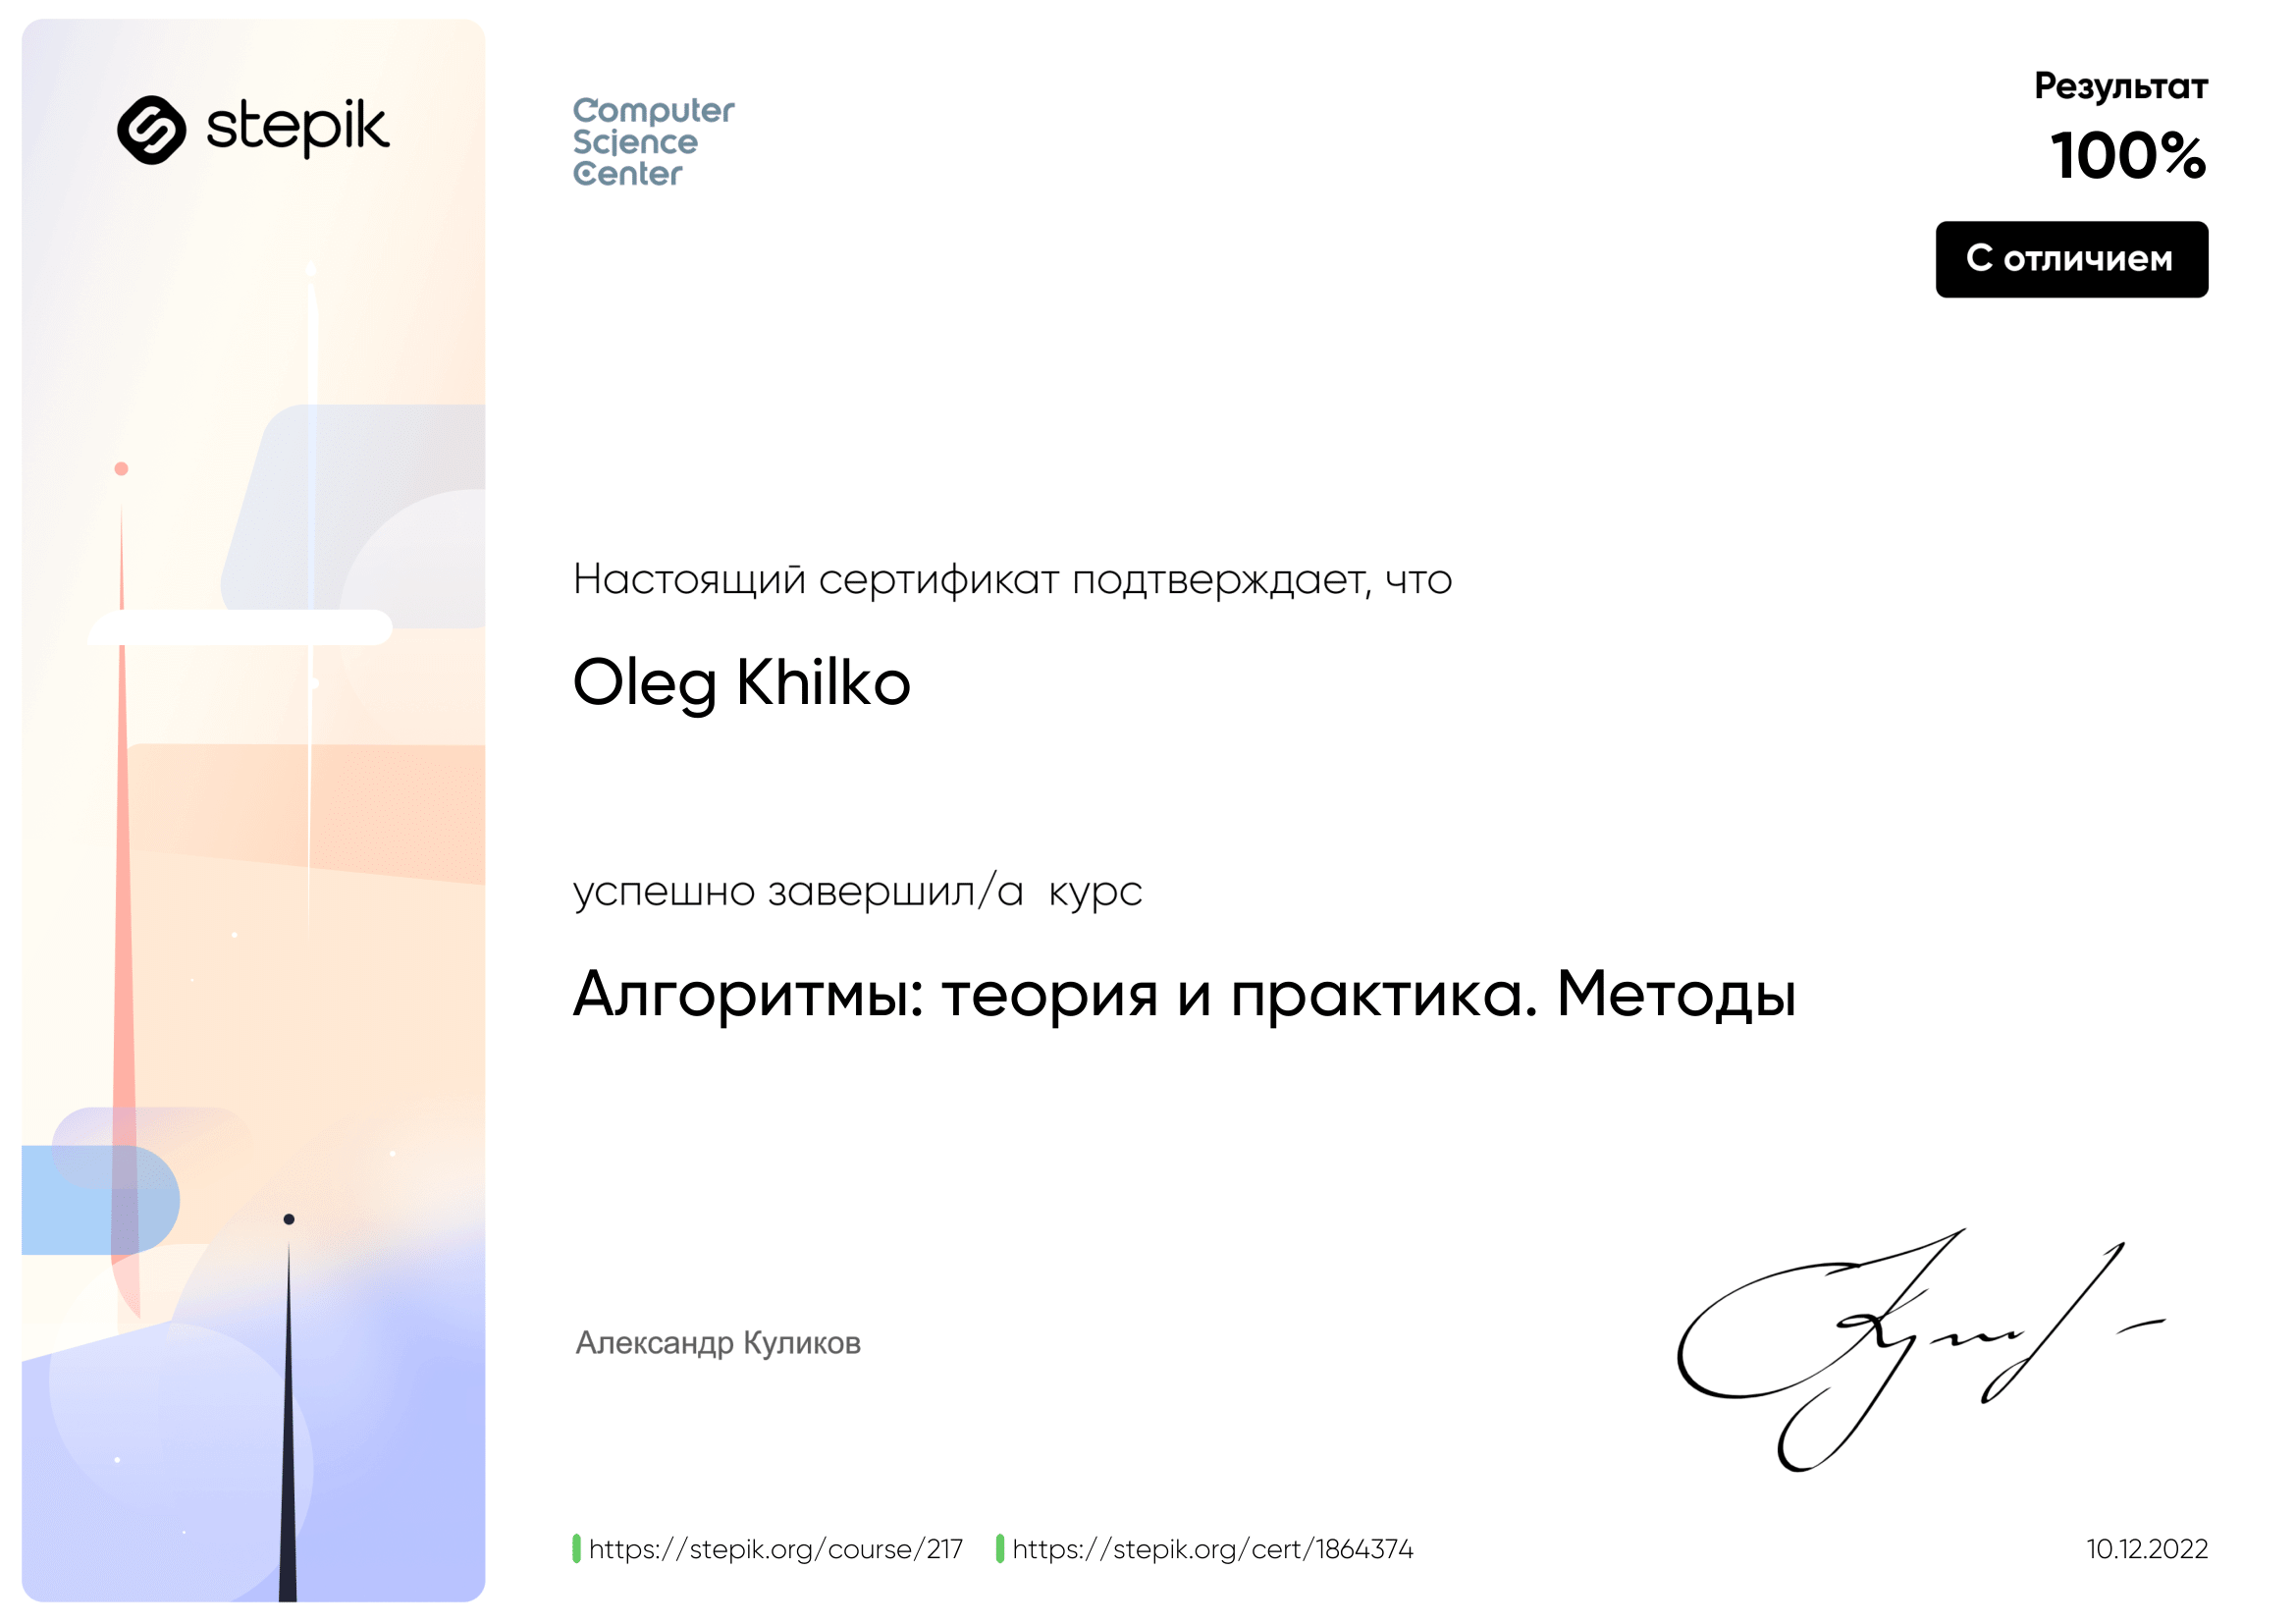 stepik
Computer
Science
Center
Результат
100%
С отличием
Настоящий сертификат подтверждает, что
Oleg Khilko
успешно завершил/а курс
Алгоритмы: теория и практика. Методы
Александр Куликов
https://stepik.org/course/217 https://stepik.org/cert/1864374
10.12.2022